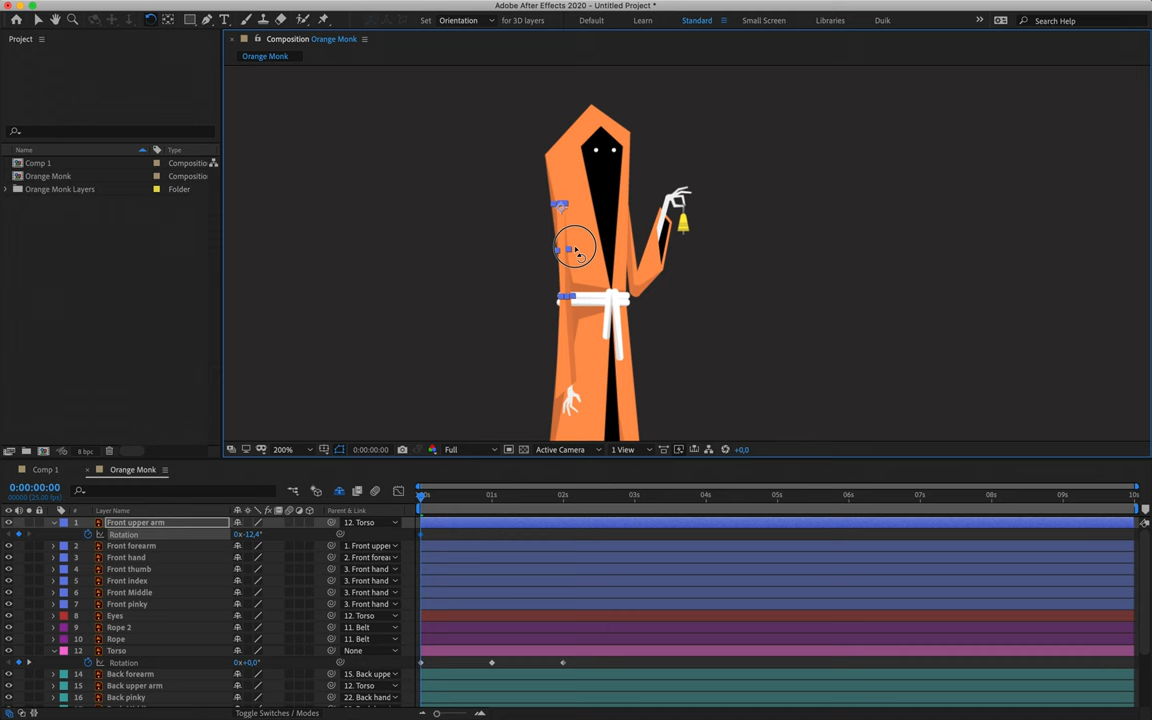 Adobe After Effects 2020 - Untitled Project *
Set Orientation for 3D layers Default Learn Standard Small Screen Libraries Duik » Search Help
Project
Composition Orange Monk
Orange Monk
Name Type
Comp 1 Compositio
Orange Monk Compositio
Orange Monk Layers Folder
8 bpc
200% 0:00:00:00 Full Active Camera 1 View +0,0
Comp 1 Orange Monk
0:00:00:00
00000 (25.00 fps)
# Layer Name Parent & Link
01s 02s 03s 04s 05s 06s 07s 08s 09s 10s
1 Front upper arm 12. Torso
Rotation 0x-12,4°
2 Front forearm 1. Front upper
3 Front hand 2. Front forea
4 Front thumb 3. Front hand
5 Front index 3. Front hand
6 Front Middle 3. Front hand
7 Front pinky 3. Front hand
8 Eyes 12. Torso
9 Rope 2 11. Belt
10 Rope 11. Belt
12 Torso None
Rotation 0x+0,0°
14 Back forearm 15. Back uppe
15 Back upper arm 12. Torso
16 Back pinky 22. Back hand
Toggle Switches / Modes